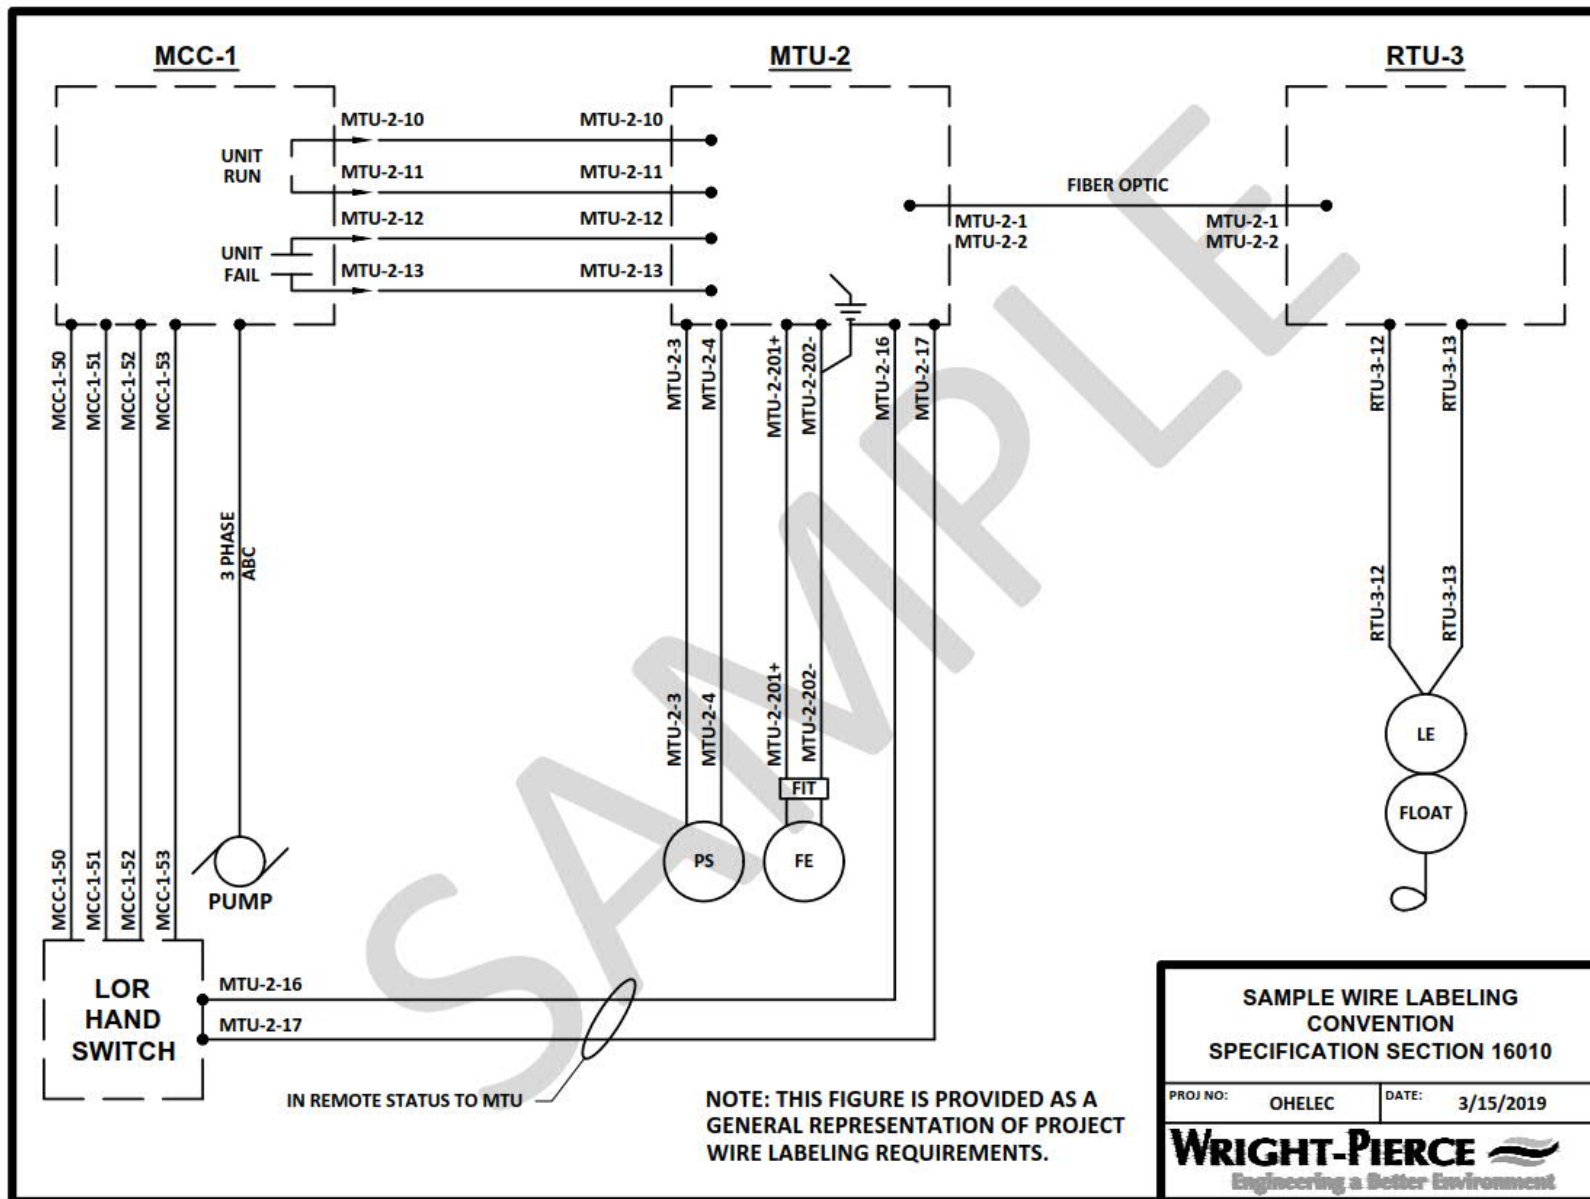 MCC-1
MTU-2
RTU-3
MTU-2-10
MTU-2-10
UNIT
RUN
MTU-2-11
MTU-2-11
MTU-2-12
MTU-2-12
UNIT
FAIL
MTU-2-13
MTU-2-13
FIBER OPTIC
MTU-2-1
MTU-2-2
MTU-2-1
MTU-2-2
MCC-1-50
MCC-1-51
MCC-1-52
MCC-1-53
3 PHASE
ABC
MTU-2-3
MTU-2-4
MTU-2-201+
MTU-2-202-
MTU-2-16
MTU-2-17
RTU-3-12
RTU-3-13
RTU-3-12
RTU-3-13
MTU-2-3
MTU-2-4
MTU-2-201+
MTU-2-202-
FIT
PS
FE
LE
FLOAT
MCC-1-50
MCC-1-51
MCC-1-52
MCC-1-53
PUMP
LOR
HAND
SWITCH
MTU-2-16
MTU-2-17
IN REMOTE STATUS TO MTU
SAMPLE
NOTE: THIS FIGURE IS PROVIDED AS A
GENERAL REPRESENTATION OF PROJECT
WIRE LABELING REQUIREMENTS.
SAMPLE WIRE LABELING
CONVENTION
SPECIFICATION SECTION 16010
PROJ NO: OHELEC DATE: 3/15/2019
WRIGHT-PIERCE
Engineering a Better Environment